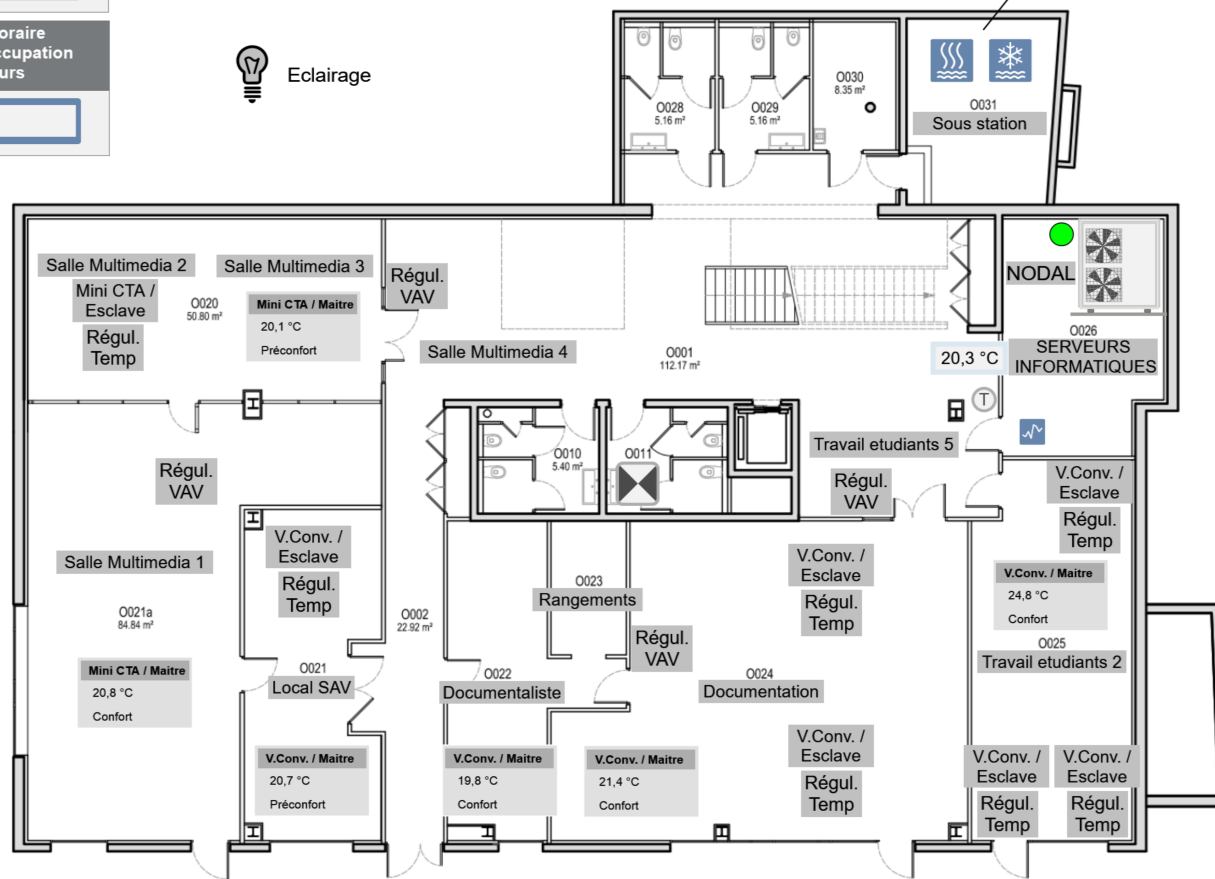 oraire
ccupation
urs
Eclairage
O028
5.16 m²
O029
5.16 m²
O030
8.35 m²
O031
Sous station
Salle Multimedia 2
Mini CTA /
Esclave
Régul.
Temp
O020
50.80 m²
Salle Multimedia 3
Mini CTA / Maitre
20,1 °C
Préconfort
Régul.
VAV
Salle Multimedia 4
O001
112.17 m²
NODAL
O026
SERVEURS
INFORMATIQUES
20,3 °C
T
Travail etudiants 5
Régul.
VAV
O010
5.40 m²
O011
Régul.
VAV
Salle Multimedia 1
O021a
84.84 m²
Mini CTA / Maitre
20,8 °C
Confort
V.Conv. /
Esclave
Régul.
Temp
O021
Local SAV
V.Conv. / Maitre
20,7 °C
Préconfort
O002
22.92 m²
O023
Rangements
O022
Documentaliste
V.Conv. / Maitre
19,8 °C
Confort
Régul.
VAV
V.Conv. / Maitre
21,4 °C
Confort
V.Conv. /
Esclave
Régul.
Temp
O024
Documentation
V.Conv. /
Esclave
Régul.
Temp
V.Conv. /
Esclave
Régul.
Temp
V.Conv. / Maitre
24,8 °C
Confort
O025
Travail etudiants 2
V.Conv. /
Esclave
Régul.
Temp
V.Conv. /
Esclave
Régul.
Temp